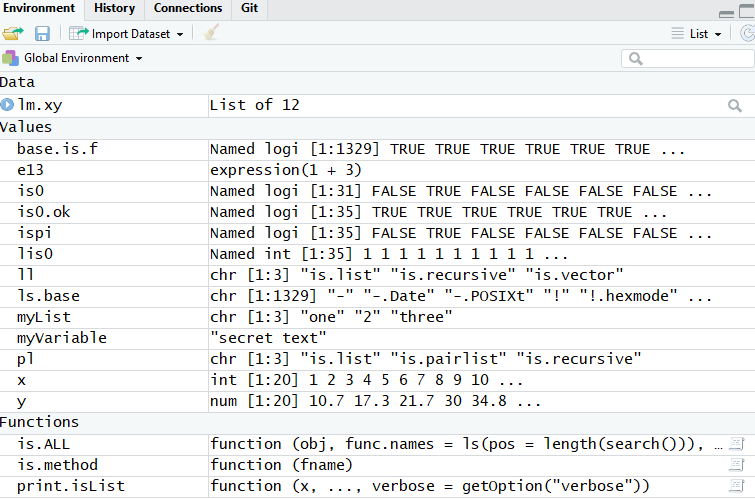 Environment History Connections Git
Import Dataset List
Global Environment
Data
lm.xy List of 12
Values
base.is.f Named logi [1:1329] TRUE TRUE TRUE TRUE TRUE TRUE ...
e13 expression(1 + 3)
is0 Named logi [1:31] FALSE TRUE FALSE FALSE FALSE FALSE ...
is0.ok Named logi [1:35] TRUE TRUE TRUE TRUE TRUE TRUE ...
ispi Named logi [1:35] FALSE TRUE FALSE FALSE FALSE FALSE ...
lis0 Named int [1:35] 1 1 1 1 1 1 1 1 1 1 ...
ll chr [1:3] "is.list" "is.recursive" "is.vector"
ls.base chr [1:1329] "-" "-.Date" "-.POSIXt" "!" "!.hexmode" ...
myList chr [1:3] "one" "2" "three"
myVariable "secret text"
pl chr [1:3] "is.list" "is.pairlist" "is.recursive"
x int [1:20] 1 2 3 4 5 6 7 8 9 10 ...
y num [1:20] 10.7 17.3 21.7 30 34.8 ...
Functions
is.ALL function (obj, func.names = ls(pos = length(search())), …
is.method function (fname)
print.isList function (x, ..., verbose = getOption("verbose"))